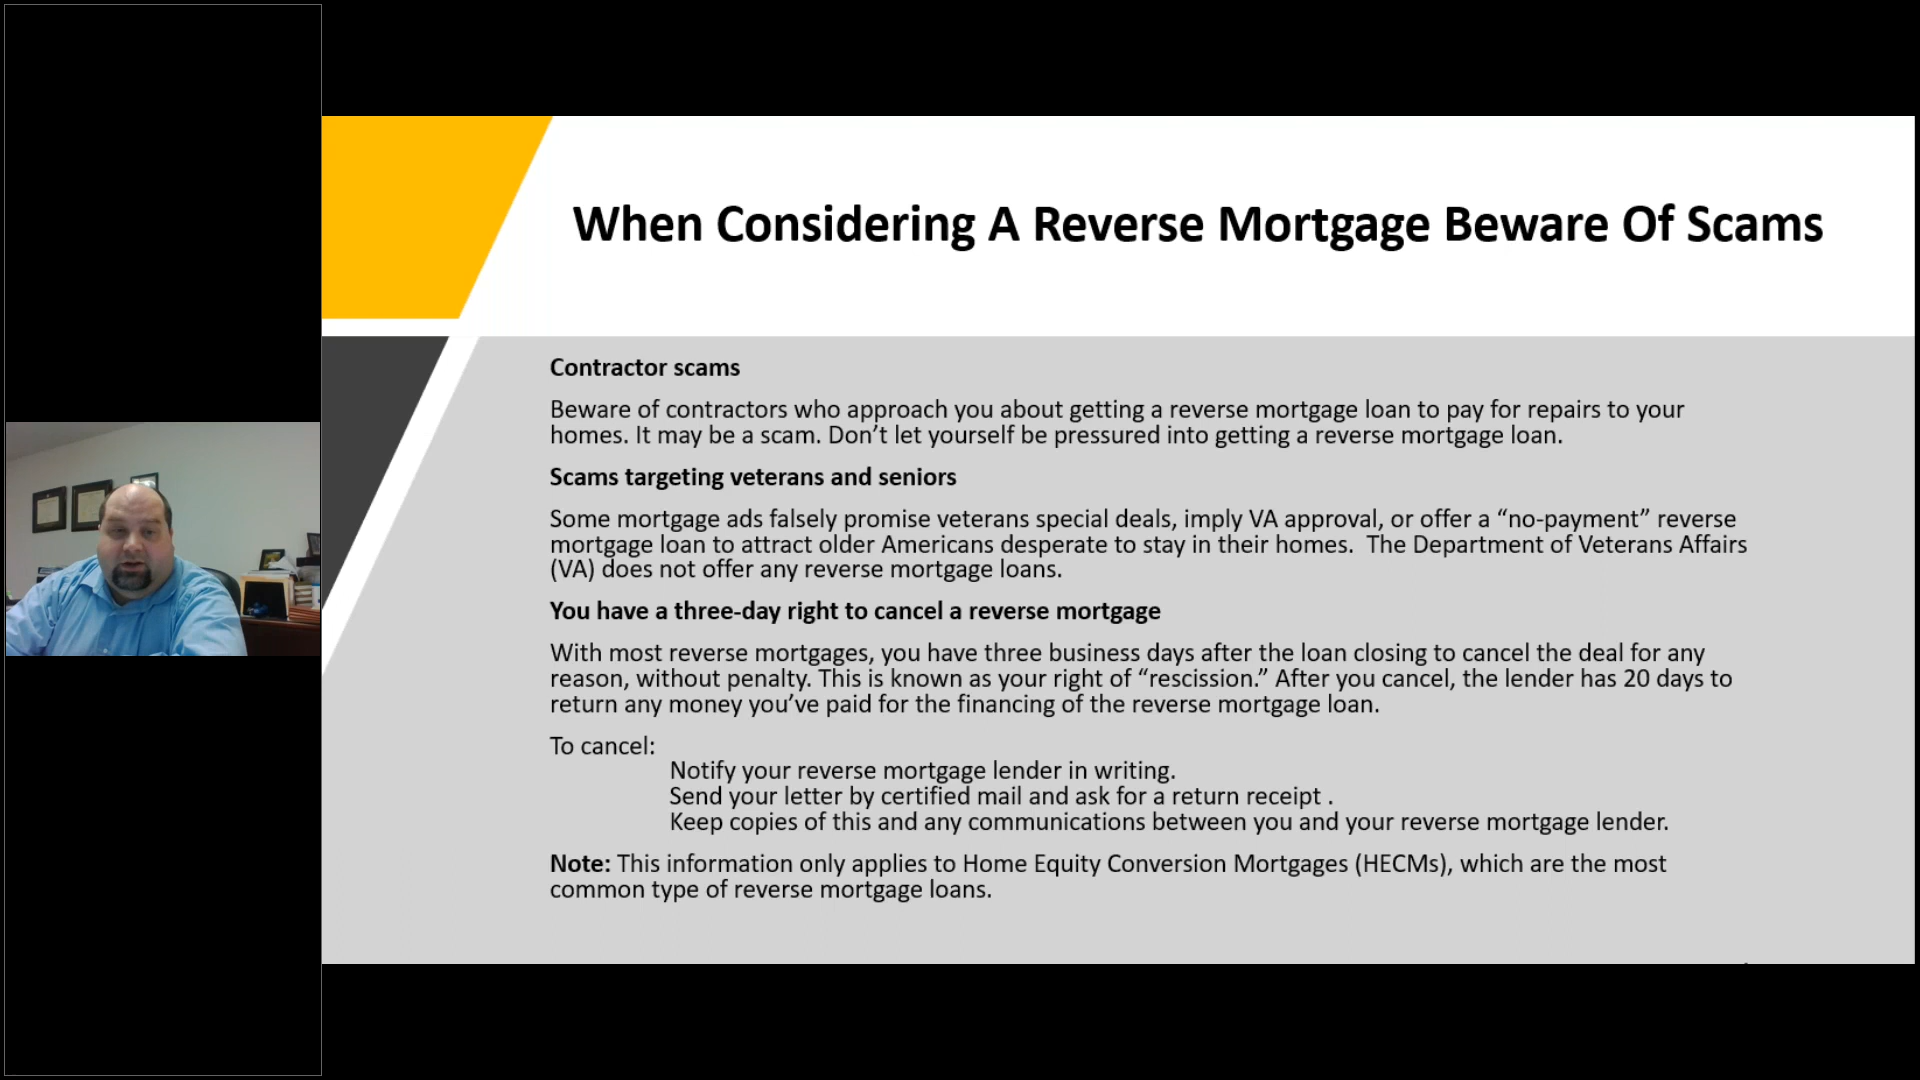 When Considering A Reverse Mortgage Beware Of Scams
Contractor scams
Beware of contractors who approach you about getting a reverse mortgage loan to pay for repairs to your
homes. It may be a scam. Don’t let yourself be pressured into getting a reverse mortgage loan.
Scams targeting veterans and seniors
Some mortgage ads falsely promise veterans special deals, imply VA approval, or offer a “no-payment” reverse
mortgage loan to attract older Americans desperate to stay in their homes.  The Department of Veterans Affairs
(VA) does not offer any reverse mortgage loans.
You have a three-day right to cancel a reverse mortgage
With most reverse mortgages, you have three business days after the loan closing to cancel the deal for any
reason, without penalty. This is known as your right of “rescission.” After you cancel, the lender has 20 days to
return any money you’ve paid for the financing of the reverse mortgage loan.
To cancel:
Notify your reverse mortgage lender in writing.
Send your letter by certified mail and ask for a return receipt .
Keep copies of this and any communications between you and your reverse mortgage lender.
Note: This information only applies to Home Equity Conversion Mortgages (HECMs), which are the most
common type of reverse mortgage loans.